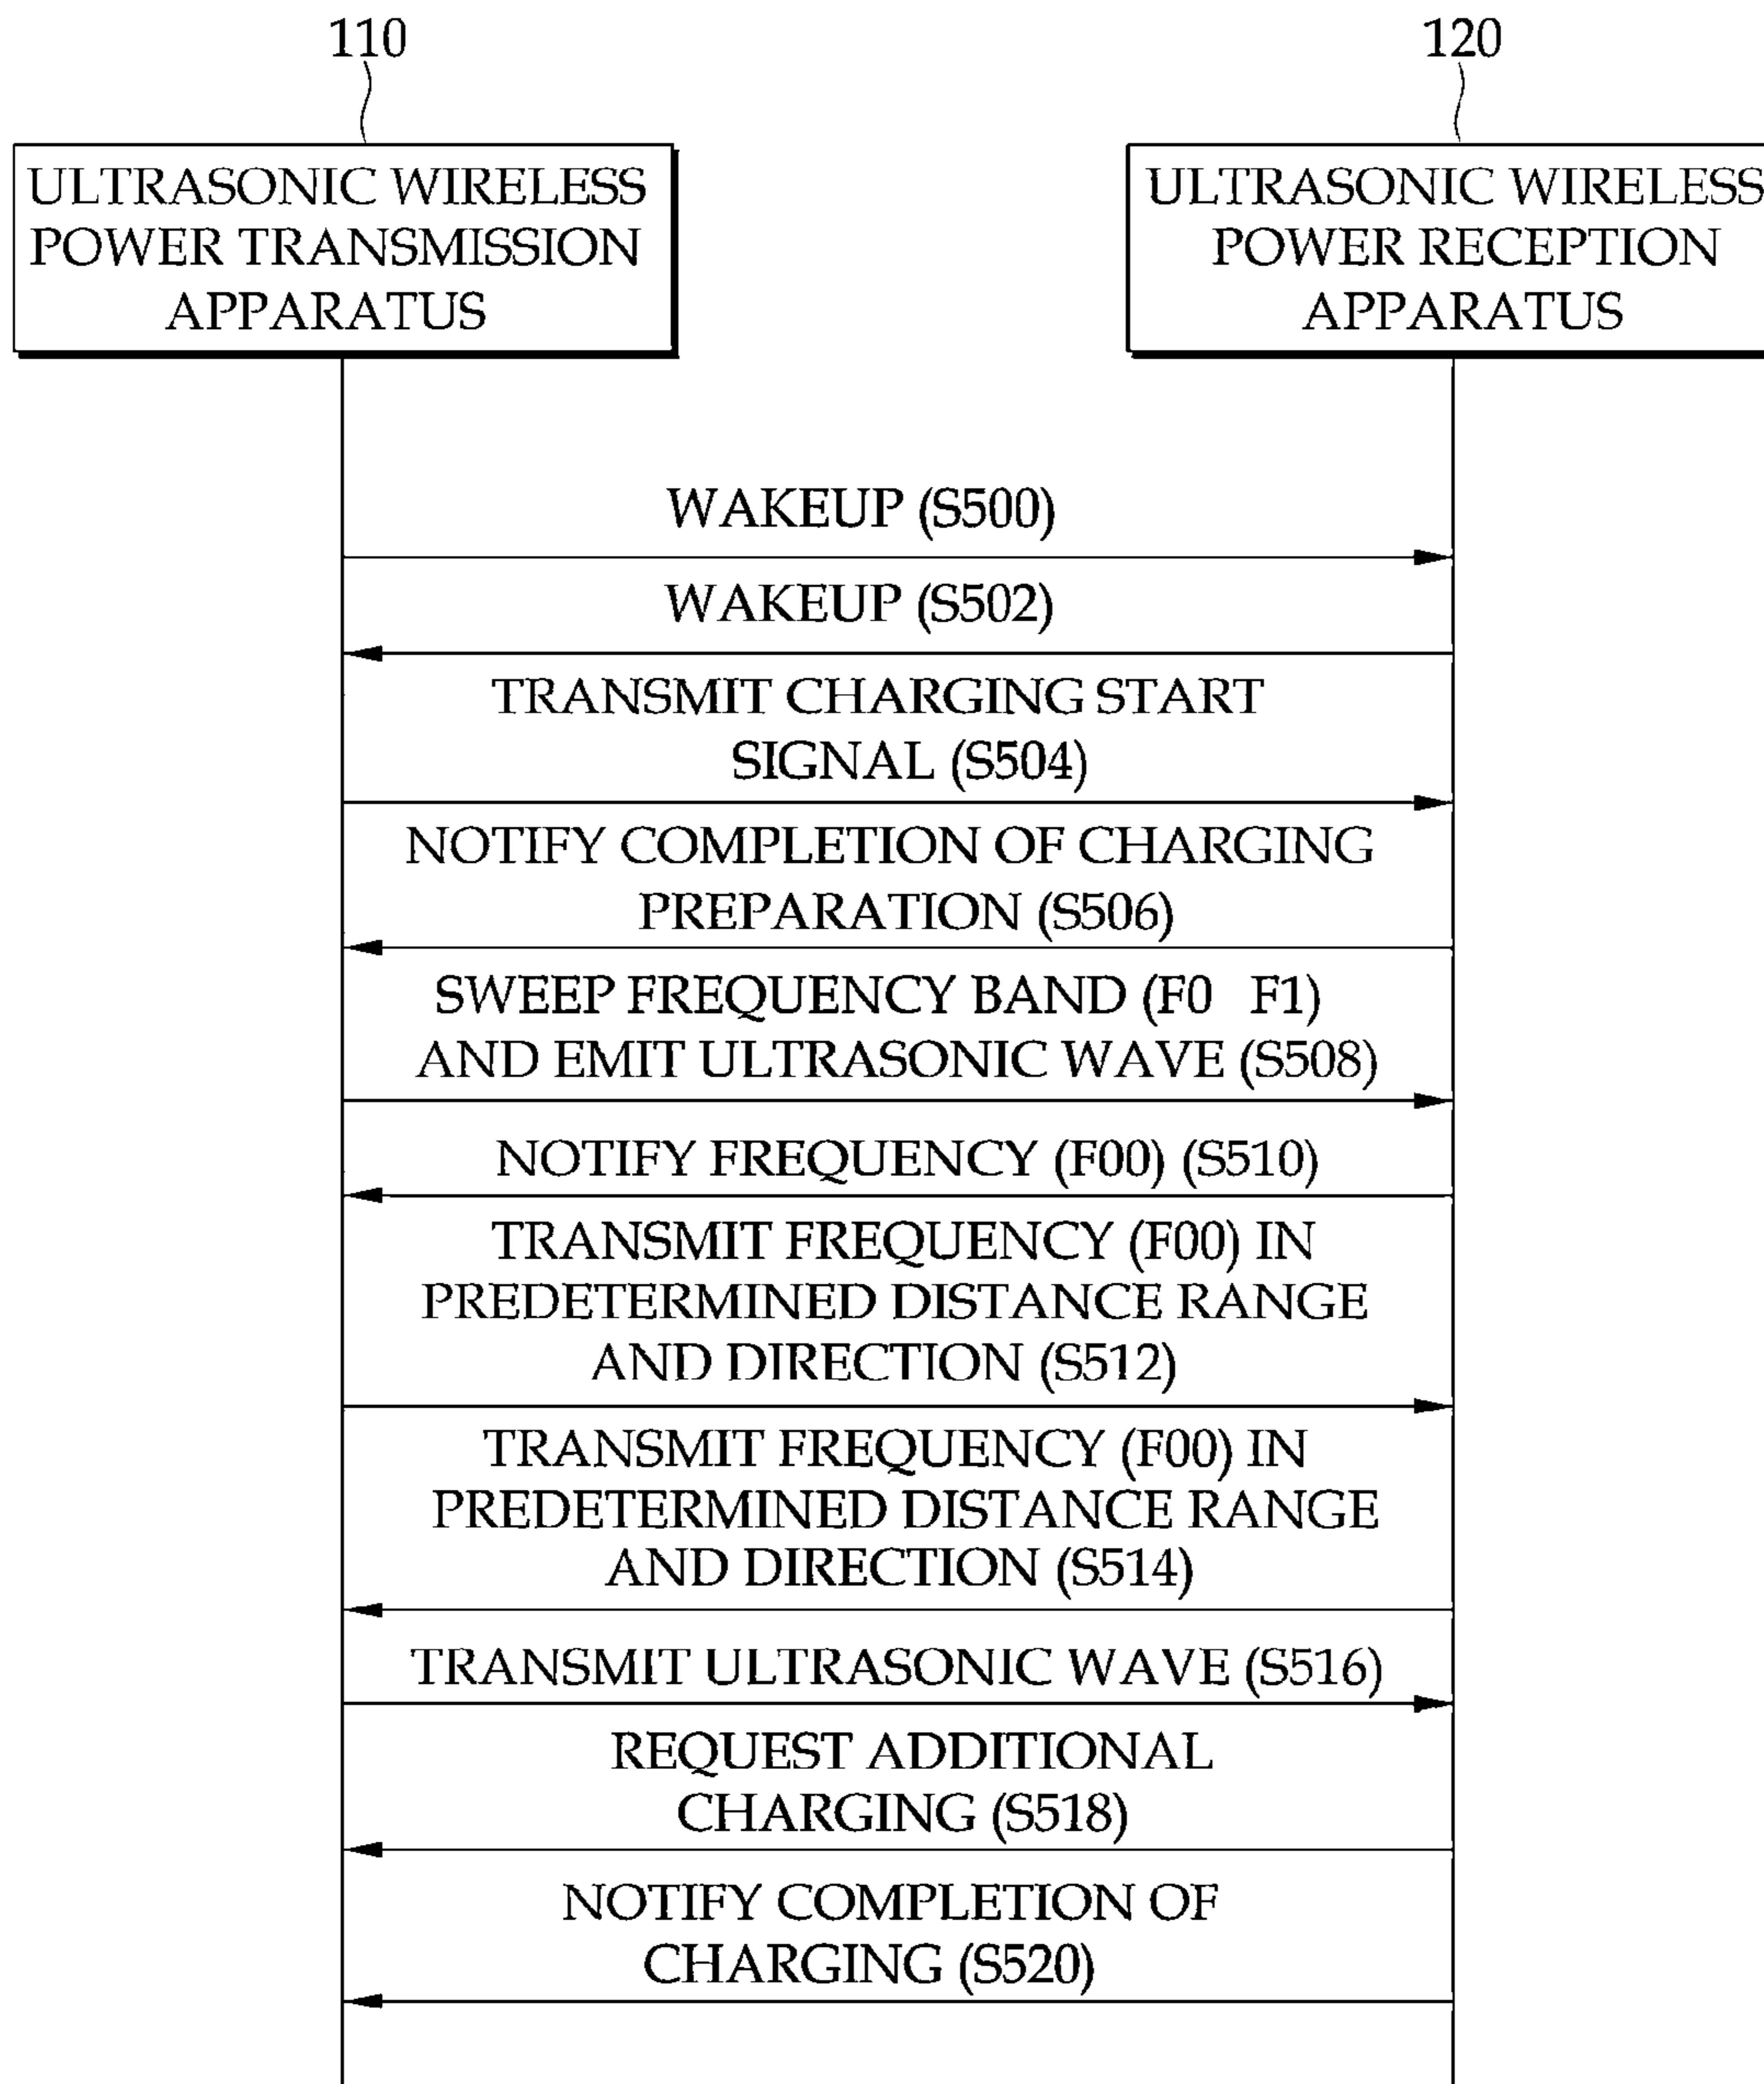 110
120
ULTRASONIC WIRELESS
POWER TRANSMISSION
APPARATUS
ULTRASONIC WIRELESS
POWER RECEPTION
APPARATUS
WAKEUP (S500)
WAKEUP (S502)
TRANSMIT CHARGING START
SIGNAL (S504)
NOTIFY COMPLETION OF CHARGING
PREPARATION (S506)
SWEEP FREQUENCY BAND (F0 F1)
AND EMIT ULTRASONIC WAVE (S508)
NOTIFY FREQUENCY (F00) (S510)
TRANSMIT FREQUENCY (F00) IN
PREDETERMINED DISTANCE RANGE
AND DIRECTION (S512)
TRANSMIT FREQUENCY (F00) IN
PREDETERMINED DISTANCE RANGE
AND DIRECTION (S514)
TRANSMIT ULTRASONIC WAVE (S516)
REQUEST ADDITIONAL
CHARGING (S518)
NOTIFY COMPLETION OF
CHARGING (S520)